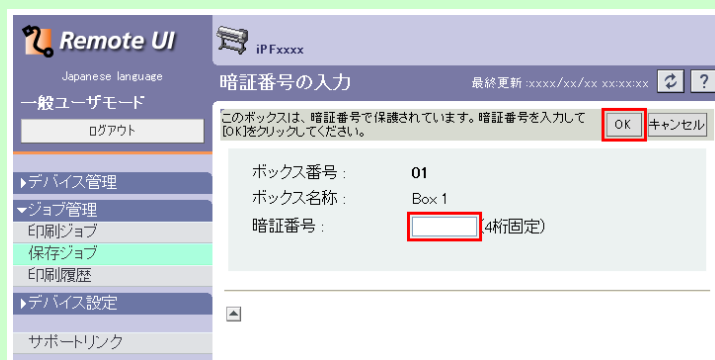 Remote UI
Japanese language
一般ユーザモード
ログアウト
▶デバイス管理
▼ジョブ管理
印刷ジョブ
保存ジョブ
印刷履歴
▶デバイス設定
サポートリンク
iPFxxxx
暗証番号の入力
最終更新:xxxx/xx/xx xx:xx:xx
?
このボックスは、暗証番号で保護されています。暗証番号を入力して
[OK]をクリックしてください。
OK
キャンセル
ボックス番号 : 01
ボックス名称 : Box 1
暗証番号 : (4桁固定)